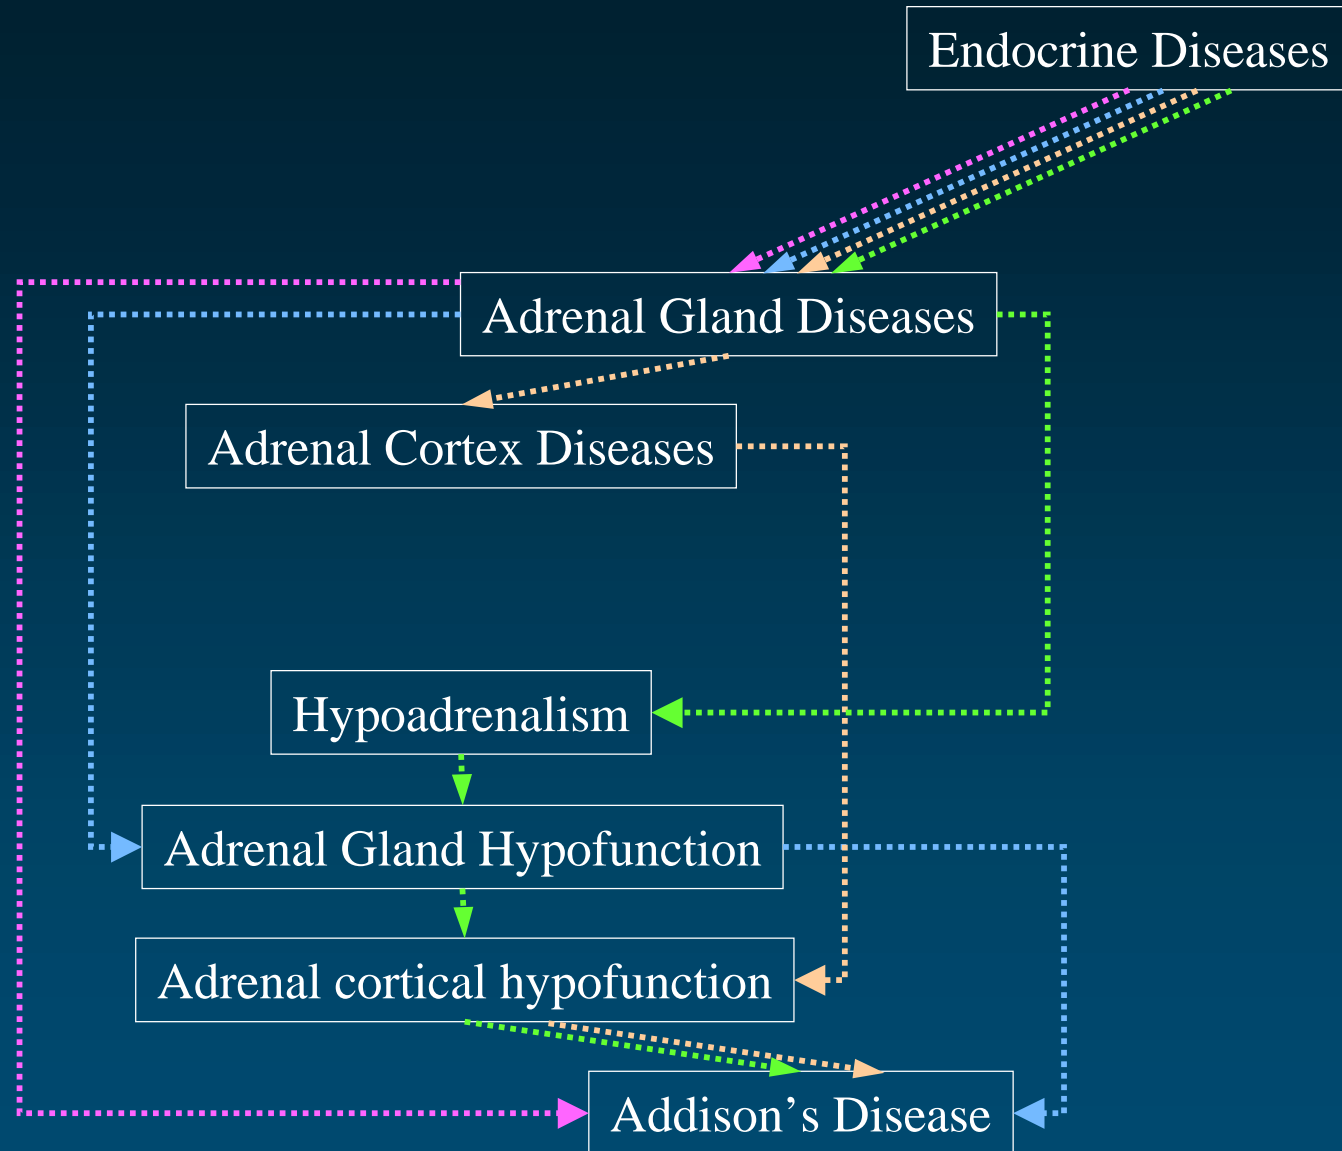 Endocrine Diseases
Adrenal Gland Diseases
Adrenal Cortex Diseases
Hypoadrenalism
Adrenal Gland Hypofunction
Adrenal cortical hypofunction
Addison’s Disease